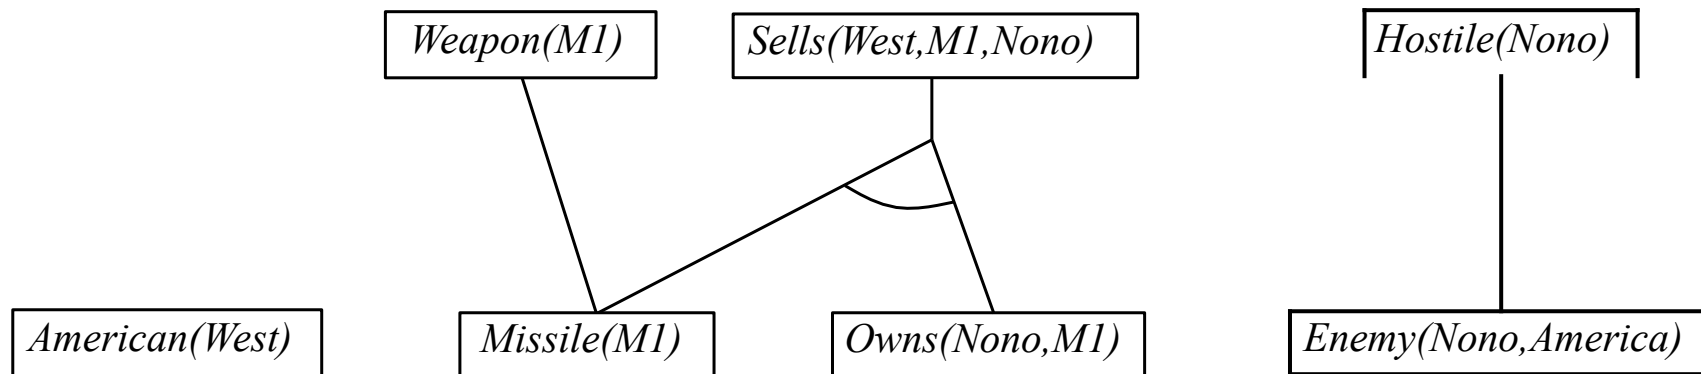 Weapon(M1)
Sells(West,M1,Nono)
Hostile(Nono)
American(West)
Missile(M1)
Owns(Nono,M1)
Enemy(Nono,America)